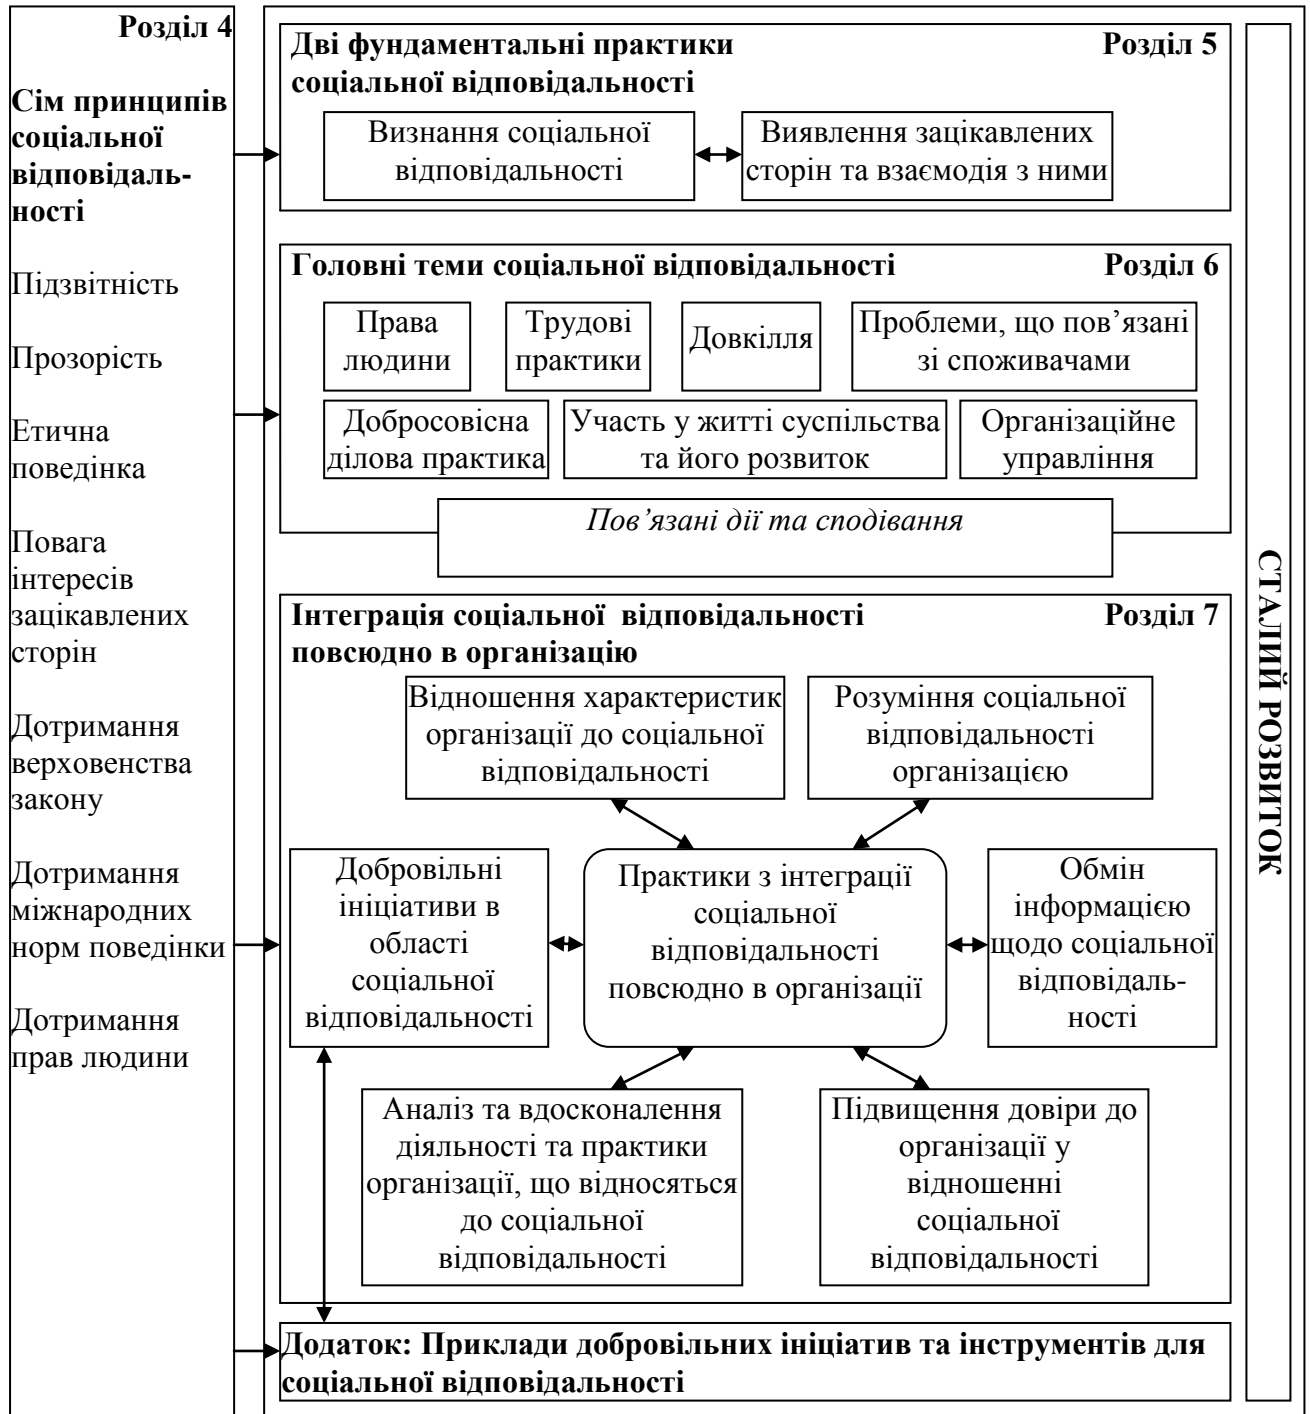 Розділ 4
Сім принципів
соціальної
відповідаль-
ності
Підзвітність
Прозорість
Етична
поведінка
Повага
інтересів
зацікавлених
сторін
Дотримання
верховенства
закону
Дотримання
міжнародних
норм поведінки
Дотримання
прав людини
Дві фундаментальні практики
соціальної відповідальності
Розділ 5
Визнання соціальної
відповідальності
Виявлення зацікавлених
сторін та взаємодія з ними
Головні теми соціальної відповідальності
Розділ 6
Права
людини
Трудові
практики
Довкілля
Проблеми, що пов’язані
зі споживачами
Добросовісна
ділова практика
Участь у житті суспільства
та його розвиток
Організаційне
управління
Пов’язані дії та сподівання
Інтеграція соціальної відповідальності
повсюдно в організацію
Розділ 7
Відношення характеристик
організації до соціальної
відповідальності
Розуміння соціальної
відповідальності
організацією
Добровільні
ініціативи в
області
соціальної
відповідальності
Практики з інтеграції
соціальної
відповідальності
повсюдно в організації
Обмін
інформацією
щодо соціальної
відповідаль-
ності
Аналіз та вдосконалення
діяльності та практики
організації, що відносяться
до соціальної
відповідальності
Підвищення довіри до
організації у
відношенні
соціальної
відповідальності
Додаток: Приклади добровільних ініціатив та інструментів для
соціальної відповідальності
СТАЛИЙ РОЗВИТОК